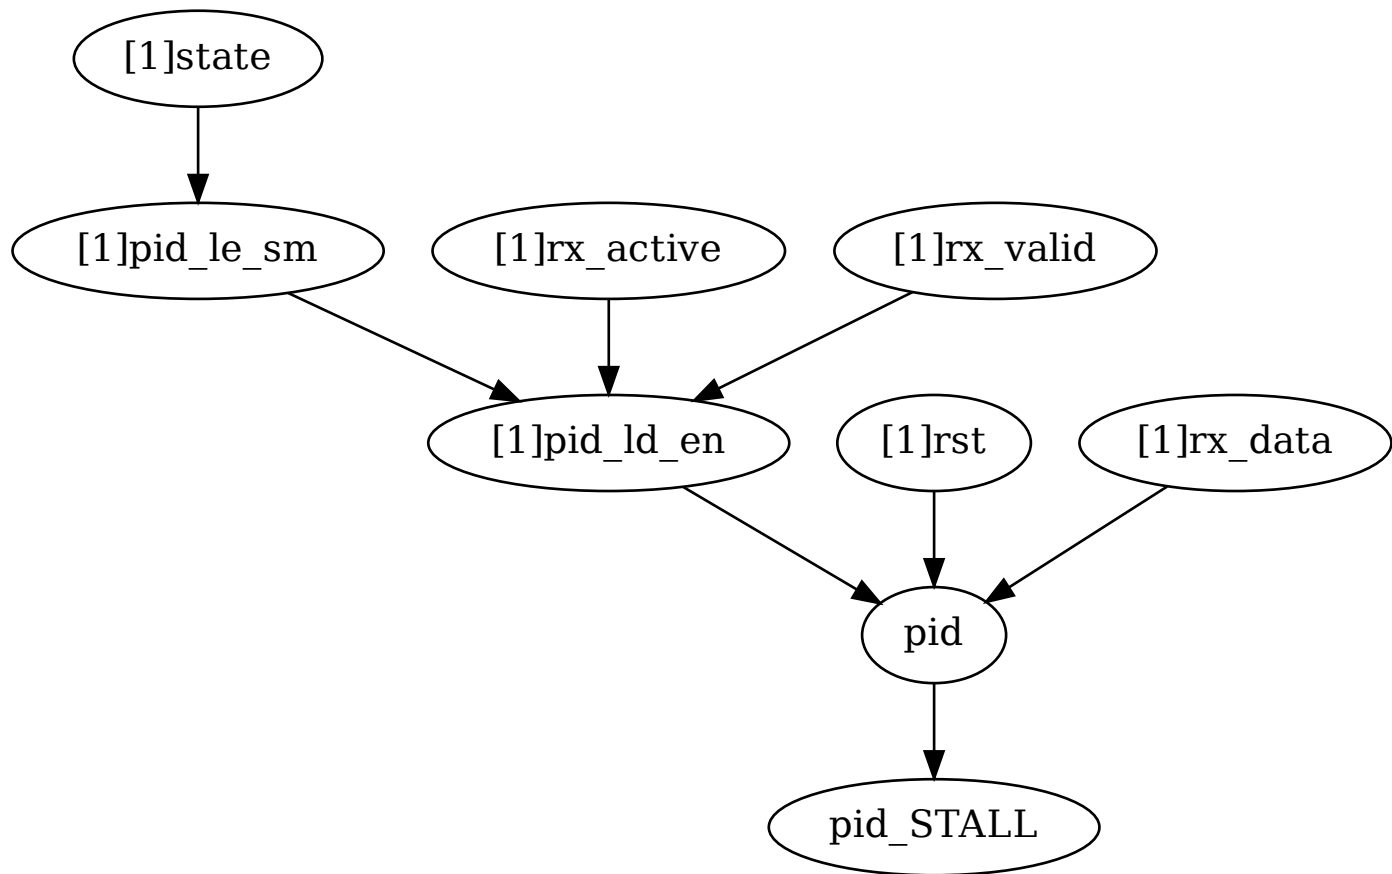 [1]state
[1]pid_le_sm
[1]rx_active
[1]rx_valid
[1]pid_ld_en
[1]rst
[1]rx_data
pid
pid_STALL